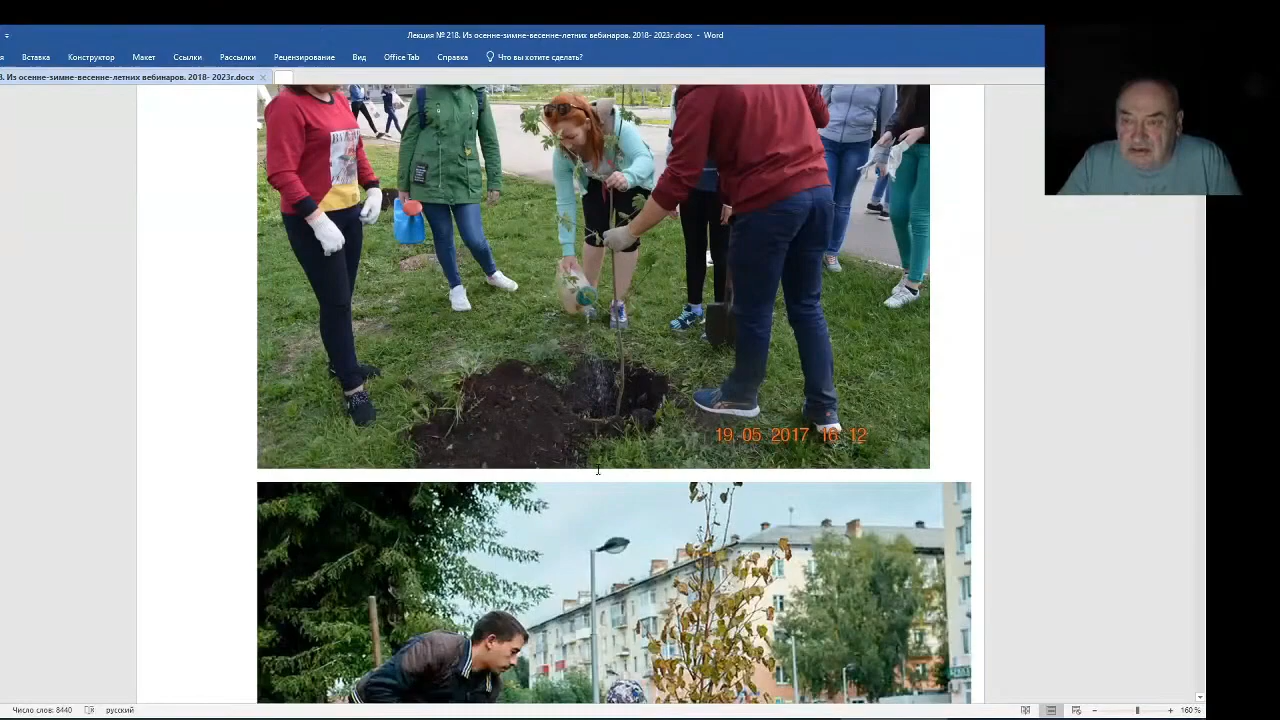 Лекция № 218. Из осенне-зимне-весенне-летних вебинаров. 2018- 2023г.docx - Word
Вставка Конструктор Макет Ссылки Рассылки Рецензирование Вид Office Tab Справка Что вы хотите сделать?
3. Из осенне-зимне-весенне-летних вебинаров. 2018- 2023г.docx
19 05 2017 16 12
Число слов: 8440 русский 160 %